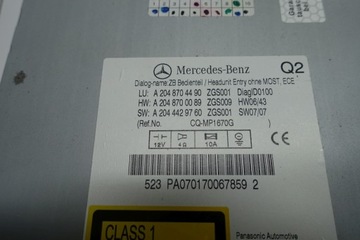 Mercedes-Benz Q2
Dialog-name: ZB Bedienteil / Headunit Entry ohne MOST, ECE
LU: A 204 870 44 90 ZGS001 DiagID0100
HW: A 204 870 00 89 ZGS009 HW06/43
SW: A 204 442 97 60 ZGS001 SW07/07
(Ref.No. CQ-MP1670G)
12V 4Ω 10A
523 PA070170067859 2
CLASS 1
Panasonic Automotive